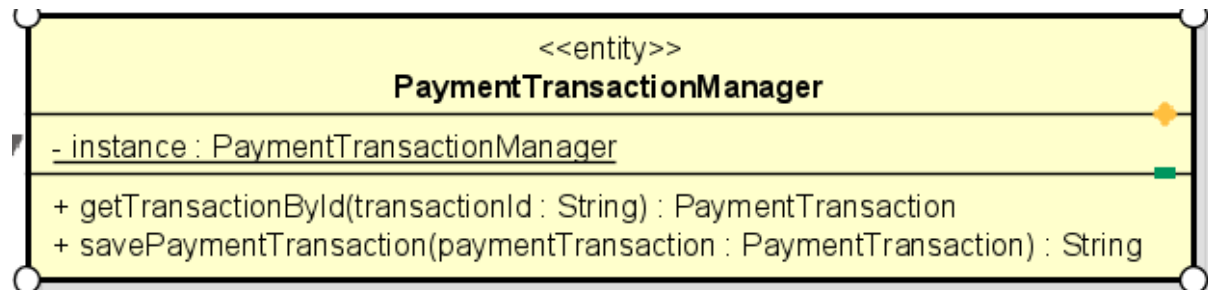 <<entity>>
PaymentTransactionManager
- instance : PaymentTransactionManager
+ getTransactionById(transactionId : String) : PaymentTransaction
+ savePaymentTransaction(paymentTransaction : PaymentTransaction) : String